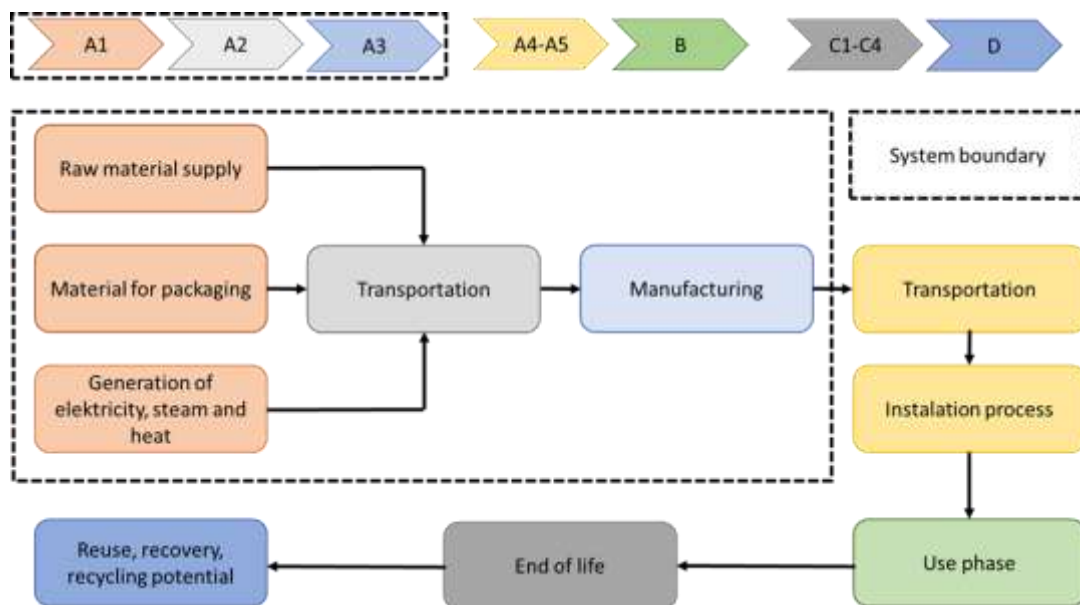 A1
A2
A3
A4-A5
B
C1-C4
D
Raw material supply
System boundary
Material for packaging
Transportation
Manufacturing
Transportation
Generation of
elektricity, steam and
heat
Instalation process
Reuse, recovery,
recycling potential
End of life
Use phase